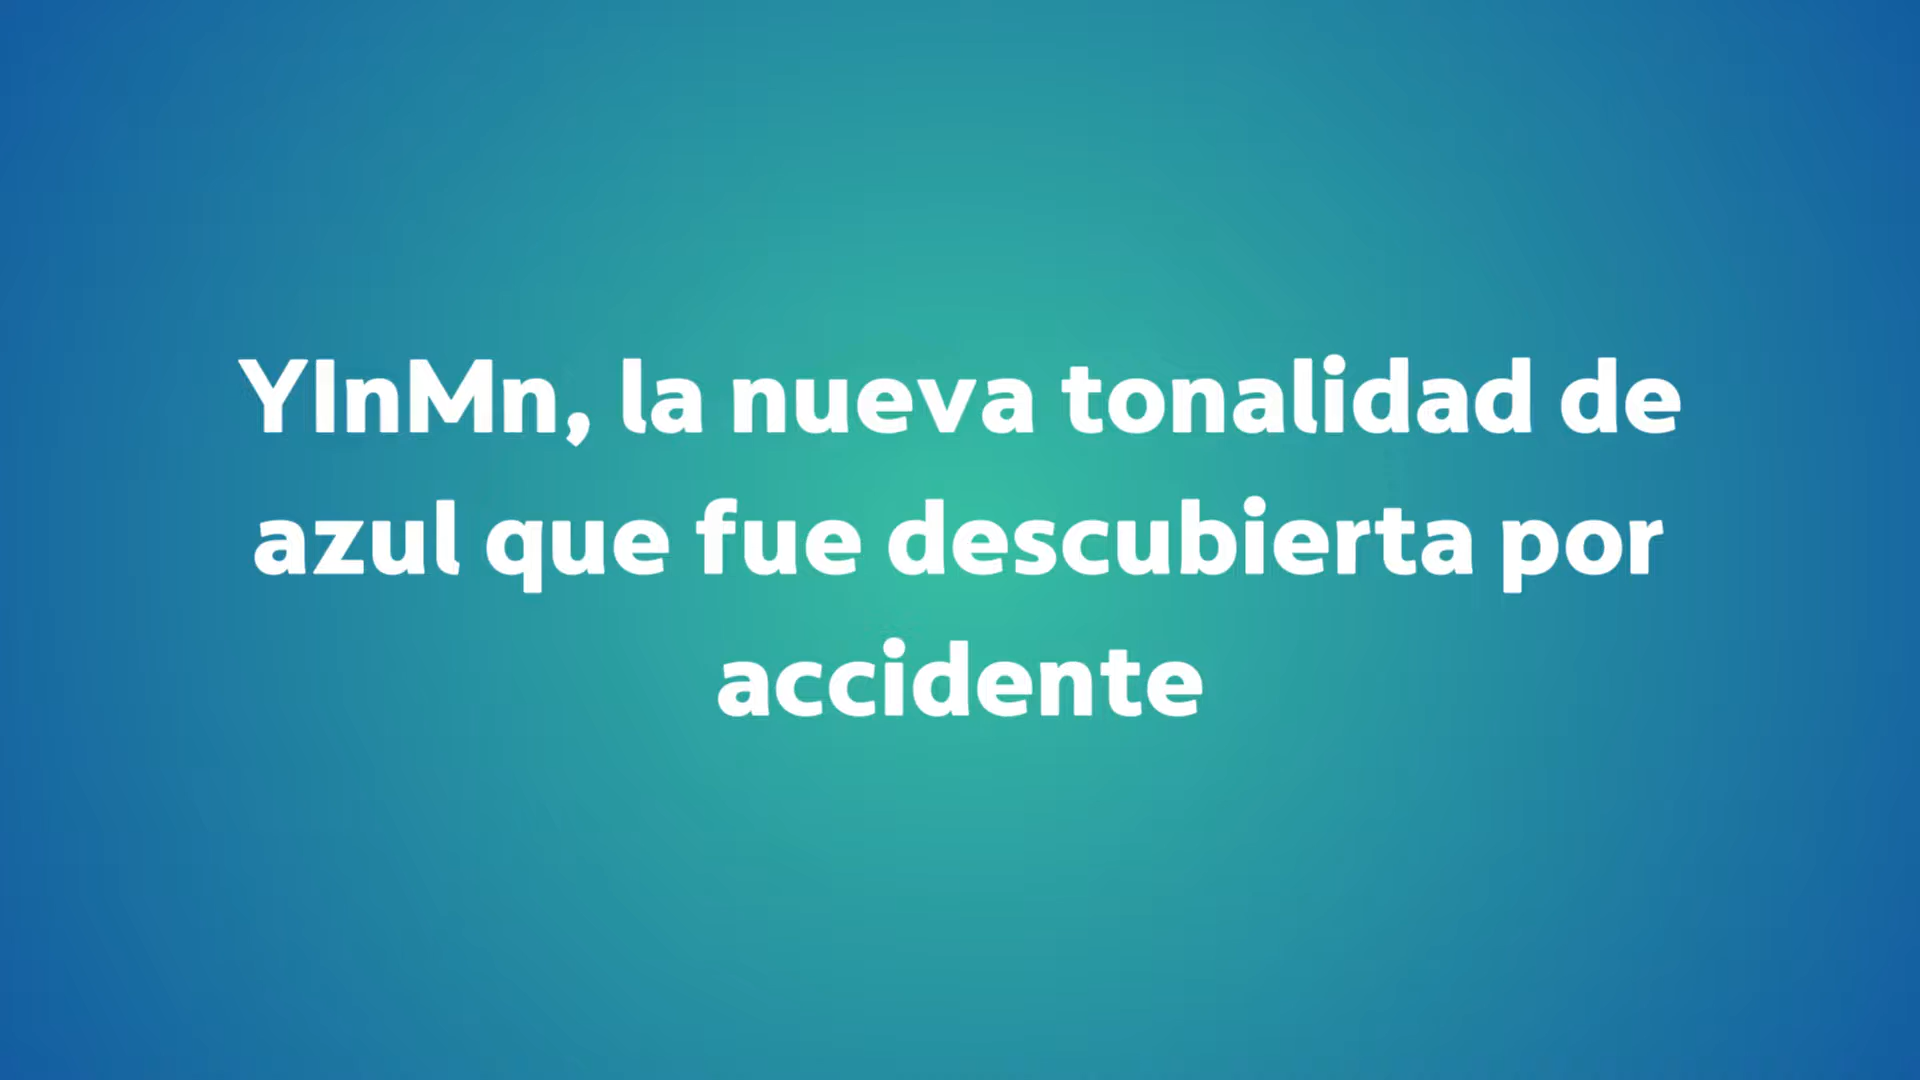 YInMn, la nueva tonalidad de
azul que fue descubierta por
accidente